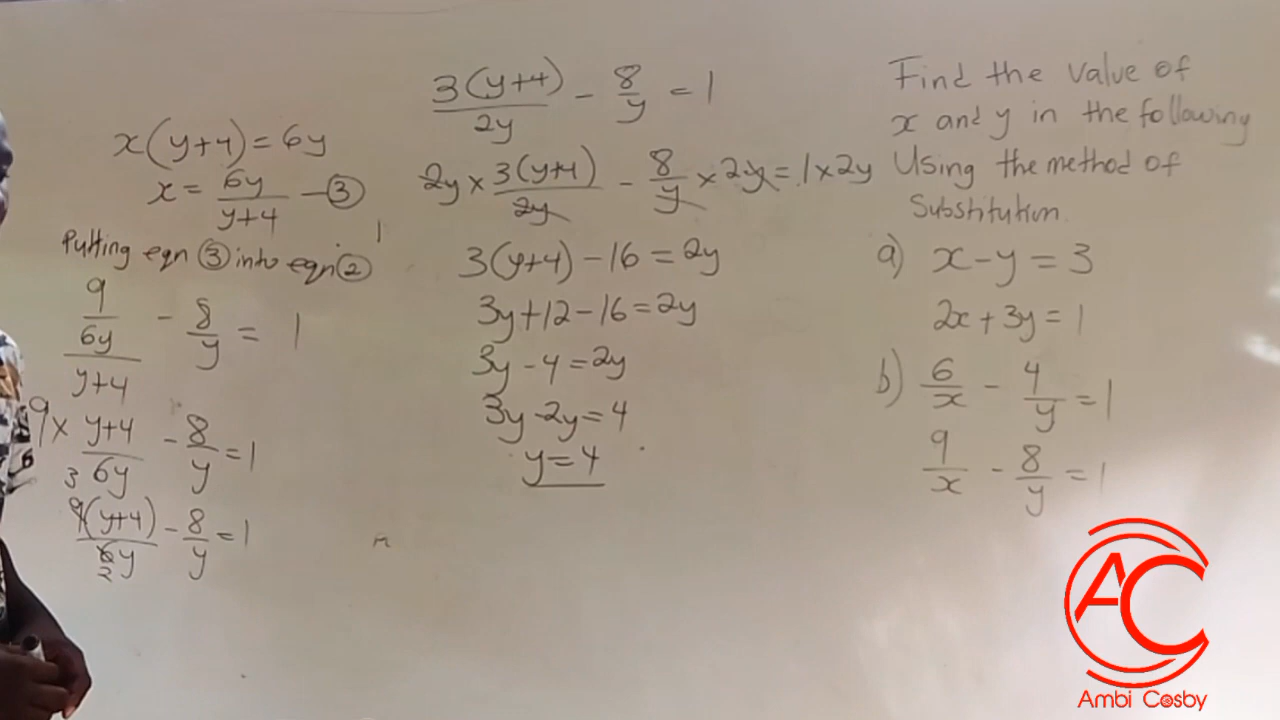 x(y+4) = 6y
x = 6y/(y+4) — ③
Putting eqn ③ into eqn ②
9/(6y/(y+4)) - 8/y = 1
9 × (y+4)/6y - 8/y = 1
9(y+4)/6y - 8/y = 1
3(y+4)/2y - 8/y = 1
2y × 3(y+4)/2y - 8/y × 2y = 1 × 2y
3(y+4) - 16 = 2y
3y + 12 - 16 = 2y
3y - 4 = 2y
3y - 2y = 4
y = 4
Find the value of
x and y in the following
Using the method of
Substitution.
a) x - y = 3
2x + 3y = 1
b) 6/x - 4/y = 1
9/x - 8/y = 1
AC
Ambi Cosby